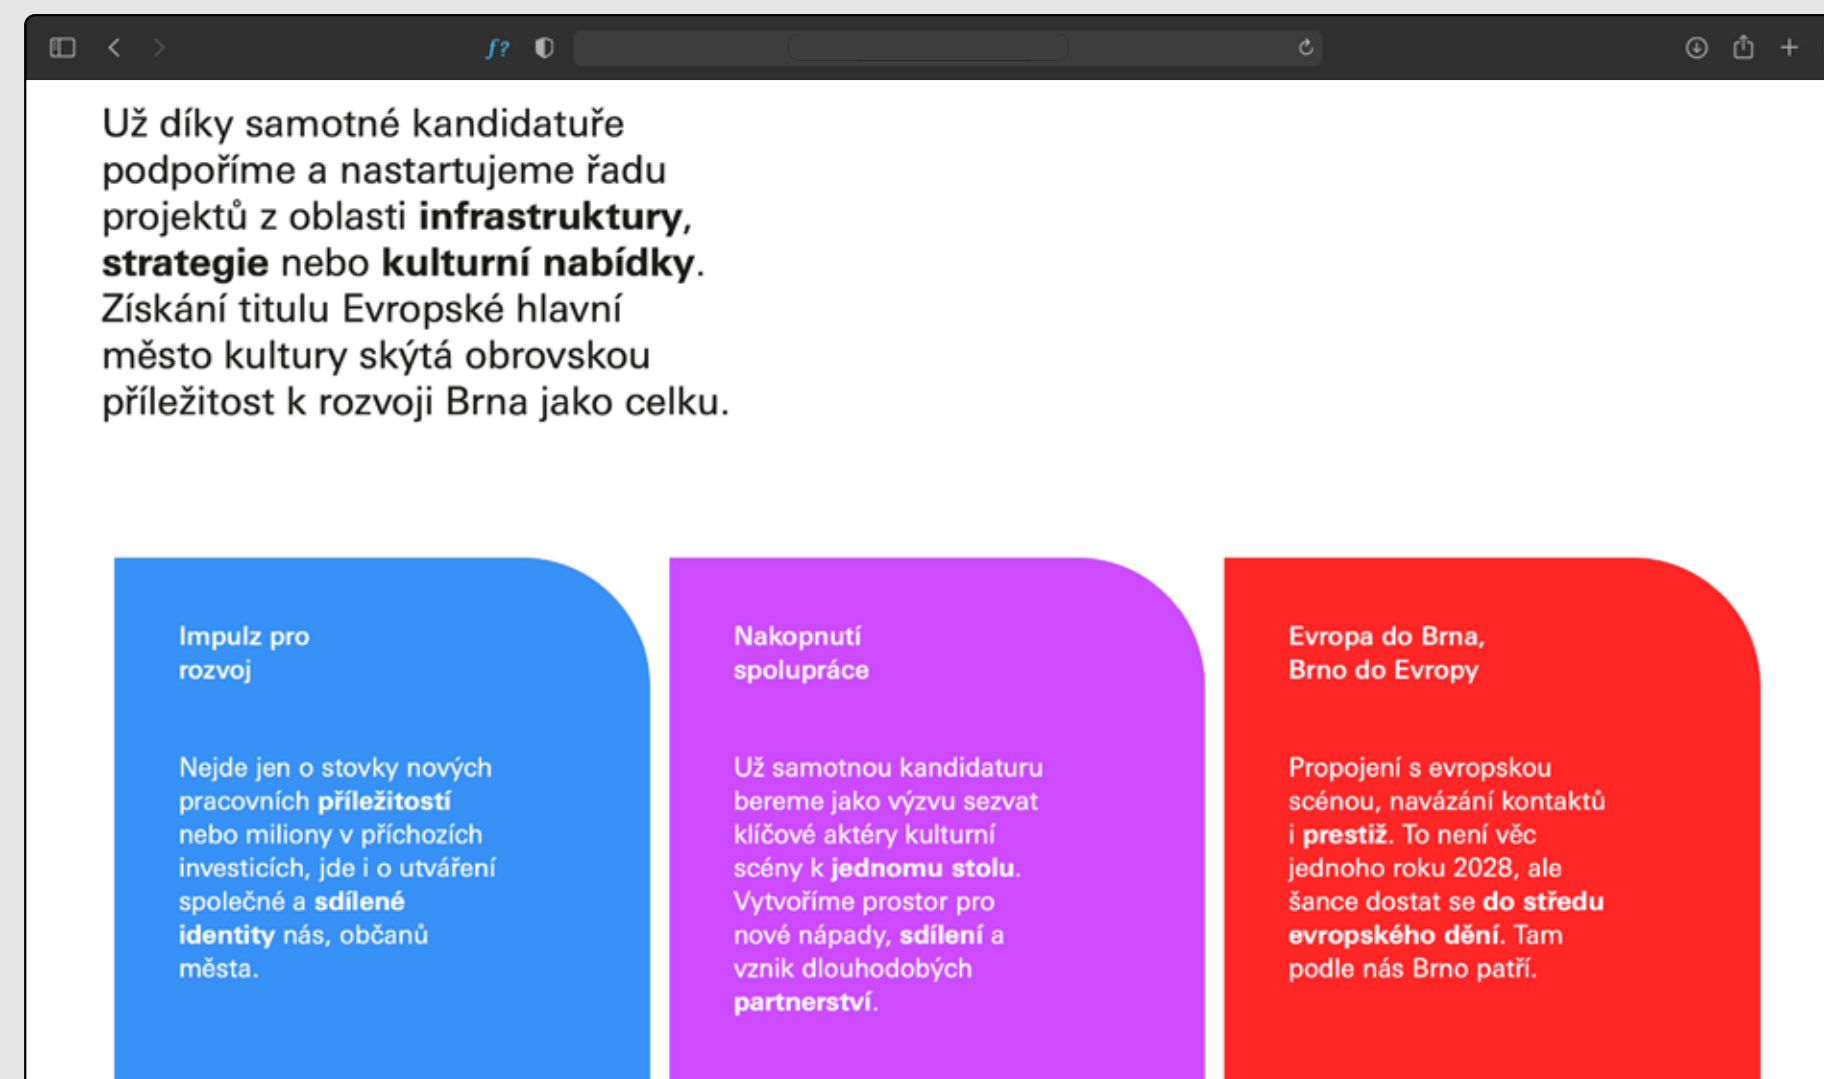 f?
Už díky samotné kandidatuře
podpoříme a nastartujeme řadu
projektů z oblasti infrastruktury,
strategie nebo kulturní nabídky.
Získání titulu Evropské hlavní
město kultury skýtá obrovskou
příležitost k rozvoji Brna jako celku.
Impulz pro
rozvoj
Nejde jen o stovky nových
pracovních příležitostí
nebo miliony v příchozích
investicích, jde i o utváření
společné a sdílené
identity nás, občanů
města.
Nakopnutí
spolupráce
Už samotnou kandidaturu
bereme jako výzvu sezvat
klíčové aktéry kulturní
scény k jednomu stolu.
Vytvoříme prostor pro
nové nápady, sdílení a
vznik dlouhodobých
partnerství.
Evropa do Brna,
Brno do Evropy
Propojení s evropskou
scénou, navázání kontaktů
i prestiž. To není věc
jednoho roku 2028, ale
šance dostat se do středu
evropského dění. Tam
podle nás Brno patří.